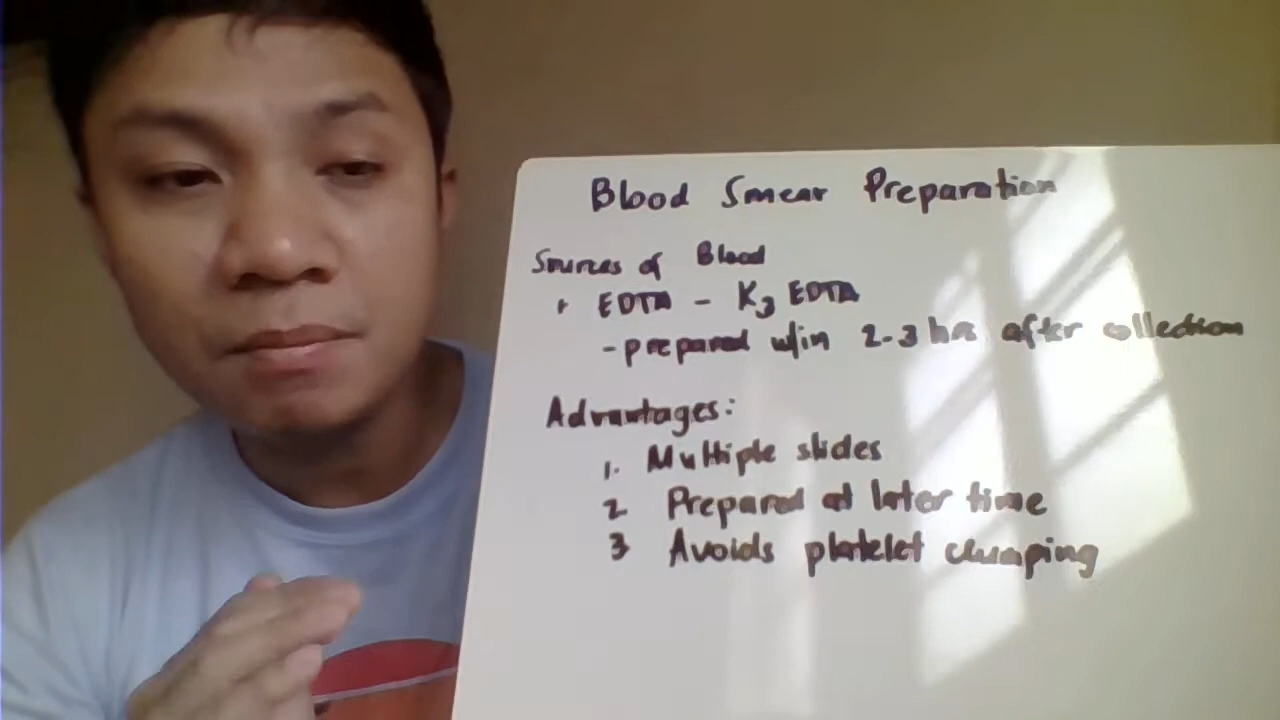 Blood Smear Preparation
Sources of Blood
• EDTA - K3 EDTA
- prepared w/in 2-3 hrs after collection
Advantages:
1. Multiple slides
2 Prepared at later time
3 Avoids platelet clumping